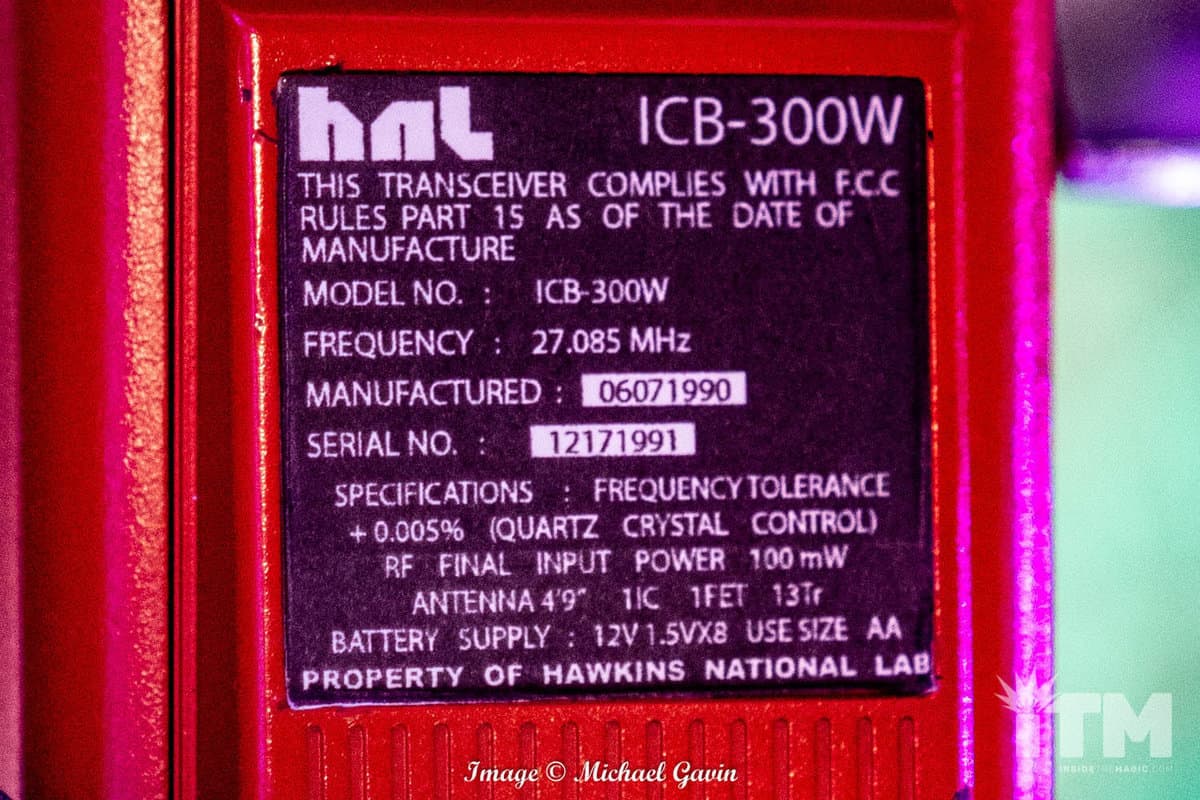 hnl ICB-300W
THIS TRANSCEIVER COMPLIES WITH F.C.C
RULES PART 15 AS OF THE DATE OF
MANUFACTURE
MODEL NO. : ICB-300W
FREQUENCY : 27.085 MHz
MANUFACTURED : 06071990
SERIAL NO. : 12171991
SPECIFICATIONS : FREQUENCY TOLERANCE
+ 0.005% (QUARTZ CRYSTAL CONTROL)
RF FINAL INPUT POWER 100 mW
ANTENNA 4'9" 1IC 1FET 13Tr
BATTERY SUPPLY : 12V 1.5VX8 USE SIZE AA
PROPERTY OF HAWKINS NATIONAL LAB
ITM
INSIDETHEMAGIC.COM
Image © Michael Gavin